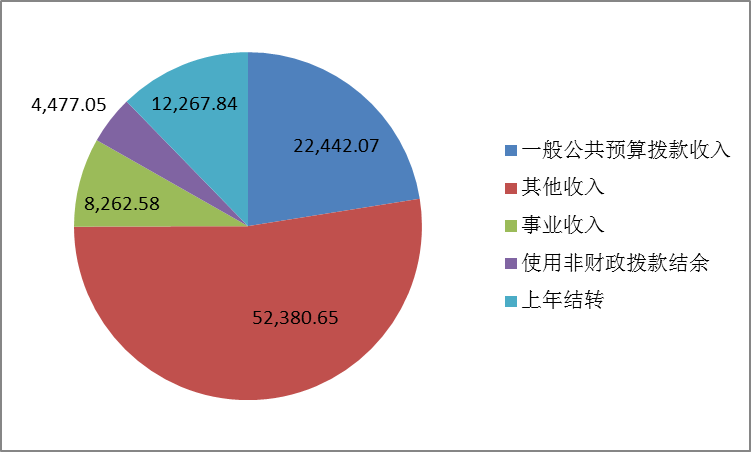 12,267.84
4,477.05
22,442.07
8,262.58
52,380.65
一般公共预算拨款收入
其他收入
事业收入
使用非财政拨款结余
上年结转